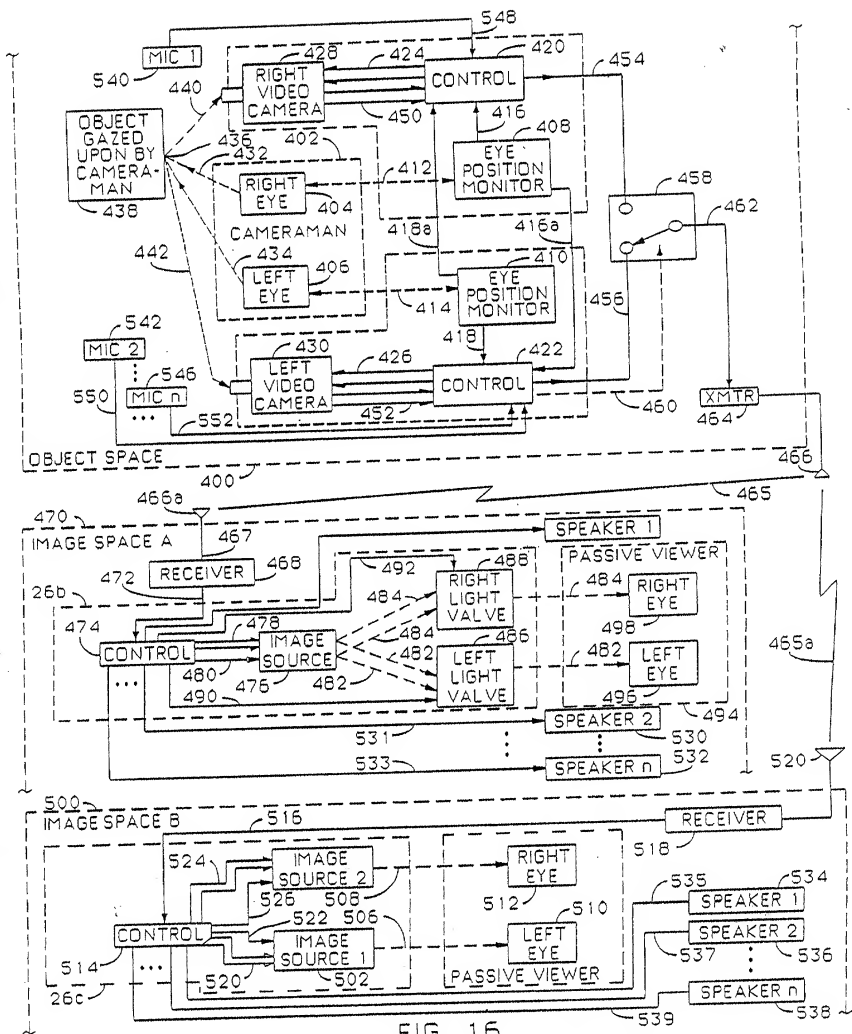 548
MIC 1
428
424
420
454
540
RIGHT
VIDEO
CAMERA
CONTROL
440
450
416
408
OBJECT
GAZED
UPON BY
CAMERA-
MAN
436
402
432
412
EYE
POSITION
MONITOR
458
RIGHT
EYE
462
438
404
CAMERAMAN
418a
416a
434
410
442
406
LEFT
EYE
EYE
POSITION
MONITOR
414
456
542
418
MIC 2
430
426
422
546
LEFT
VIDEO
CAMERA
CONTROL
550
MIC n
XMTR
452
460
464
552
OBJECT SPACE
400
466
466a
465
470
467
SPEAKER 1
IMAGE SPACE A
PASSIVE VIEWER
RECEIVER
468
492
488
472
RIGHT
LIGHT
VALVE
484
RIGHT
EYE
26b
484
478
474
484
486
498
CONTROL
IMAGE
SOURCE
482
LEFT
LIGHT
VALVE
482
LEFT
EYE
465a
480
476
482
496
490
494
SPEAKER 2
531
530
520
533
SPEAKER n
532
500
516
IMAGE SPACE B
RECEIVER
518
524
IMAGE
SOURCE 2
RIGHT
EYE
508
535
534
526
512
SPEAKER 1
522
506
510
CONTROL
IMAGE
SOURCE 1
LEFT
EYE
SPEAKER 2
514
537
536
520
502
PASSIVE VIEWER
26c
SPEAKER n
539
538
FIG. 16